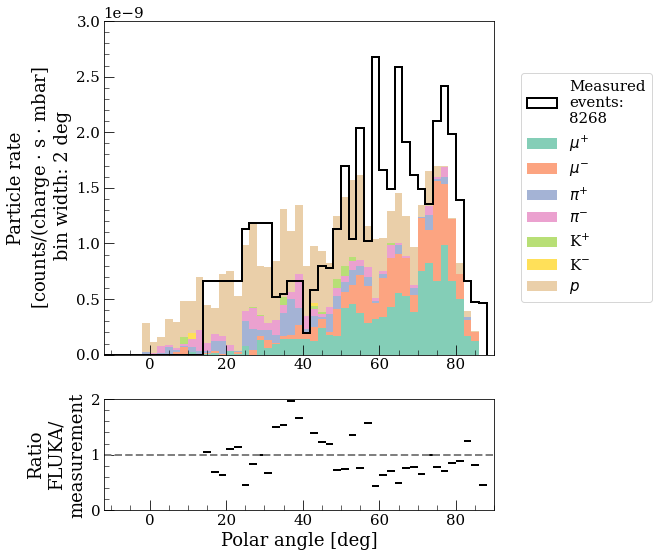 1e−9
3.0
2.5
2.0
1.5
1.0
0.5
0.0
Particle rate
[counts/(charge · s · mbar]
bin width: 2 deg
0 20 40 60 80
Measured
events:
8268
μ⁺
μ⁻
π⁺
π⁻
K⁺
K⁻
p
2
1
0
Ratio
FLUKA/
measurement
0 20 40 60 80
Polar angle [deg]